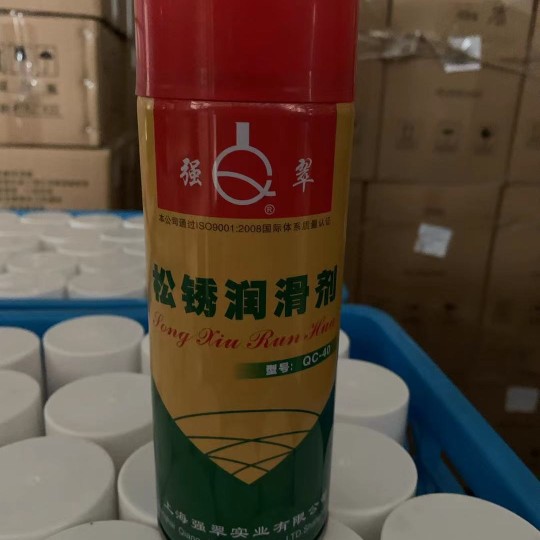 强翠
®
本公司通过ISO9001:2008国际体系质量认证
松锈润滑剂
Song Xiu Run Hua
型号: QC-40
上海强翠实业有限公司